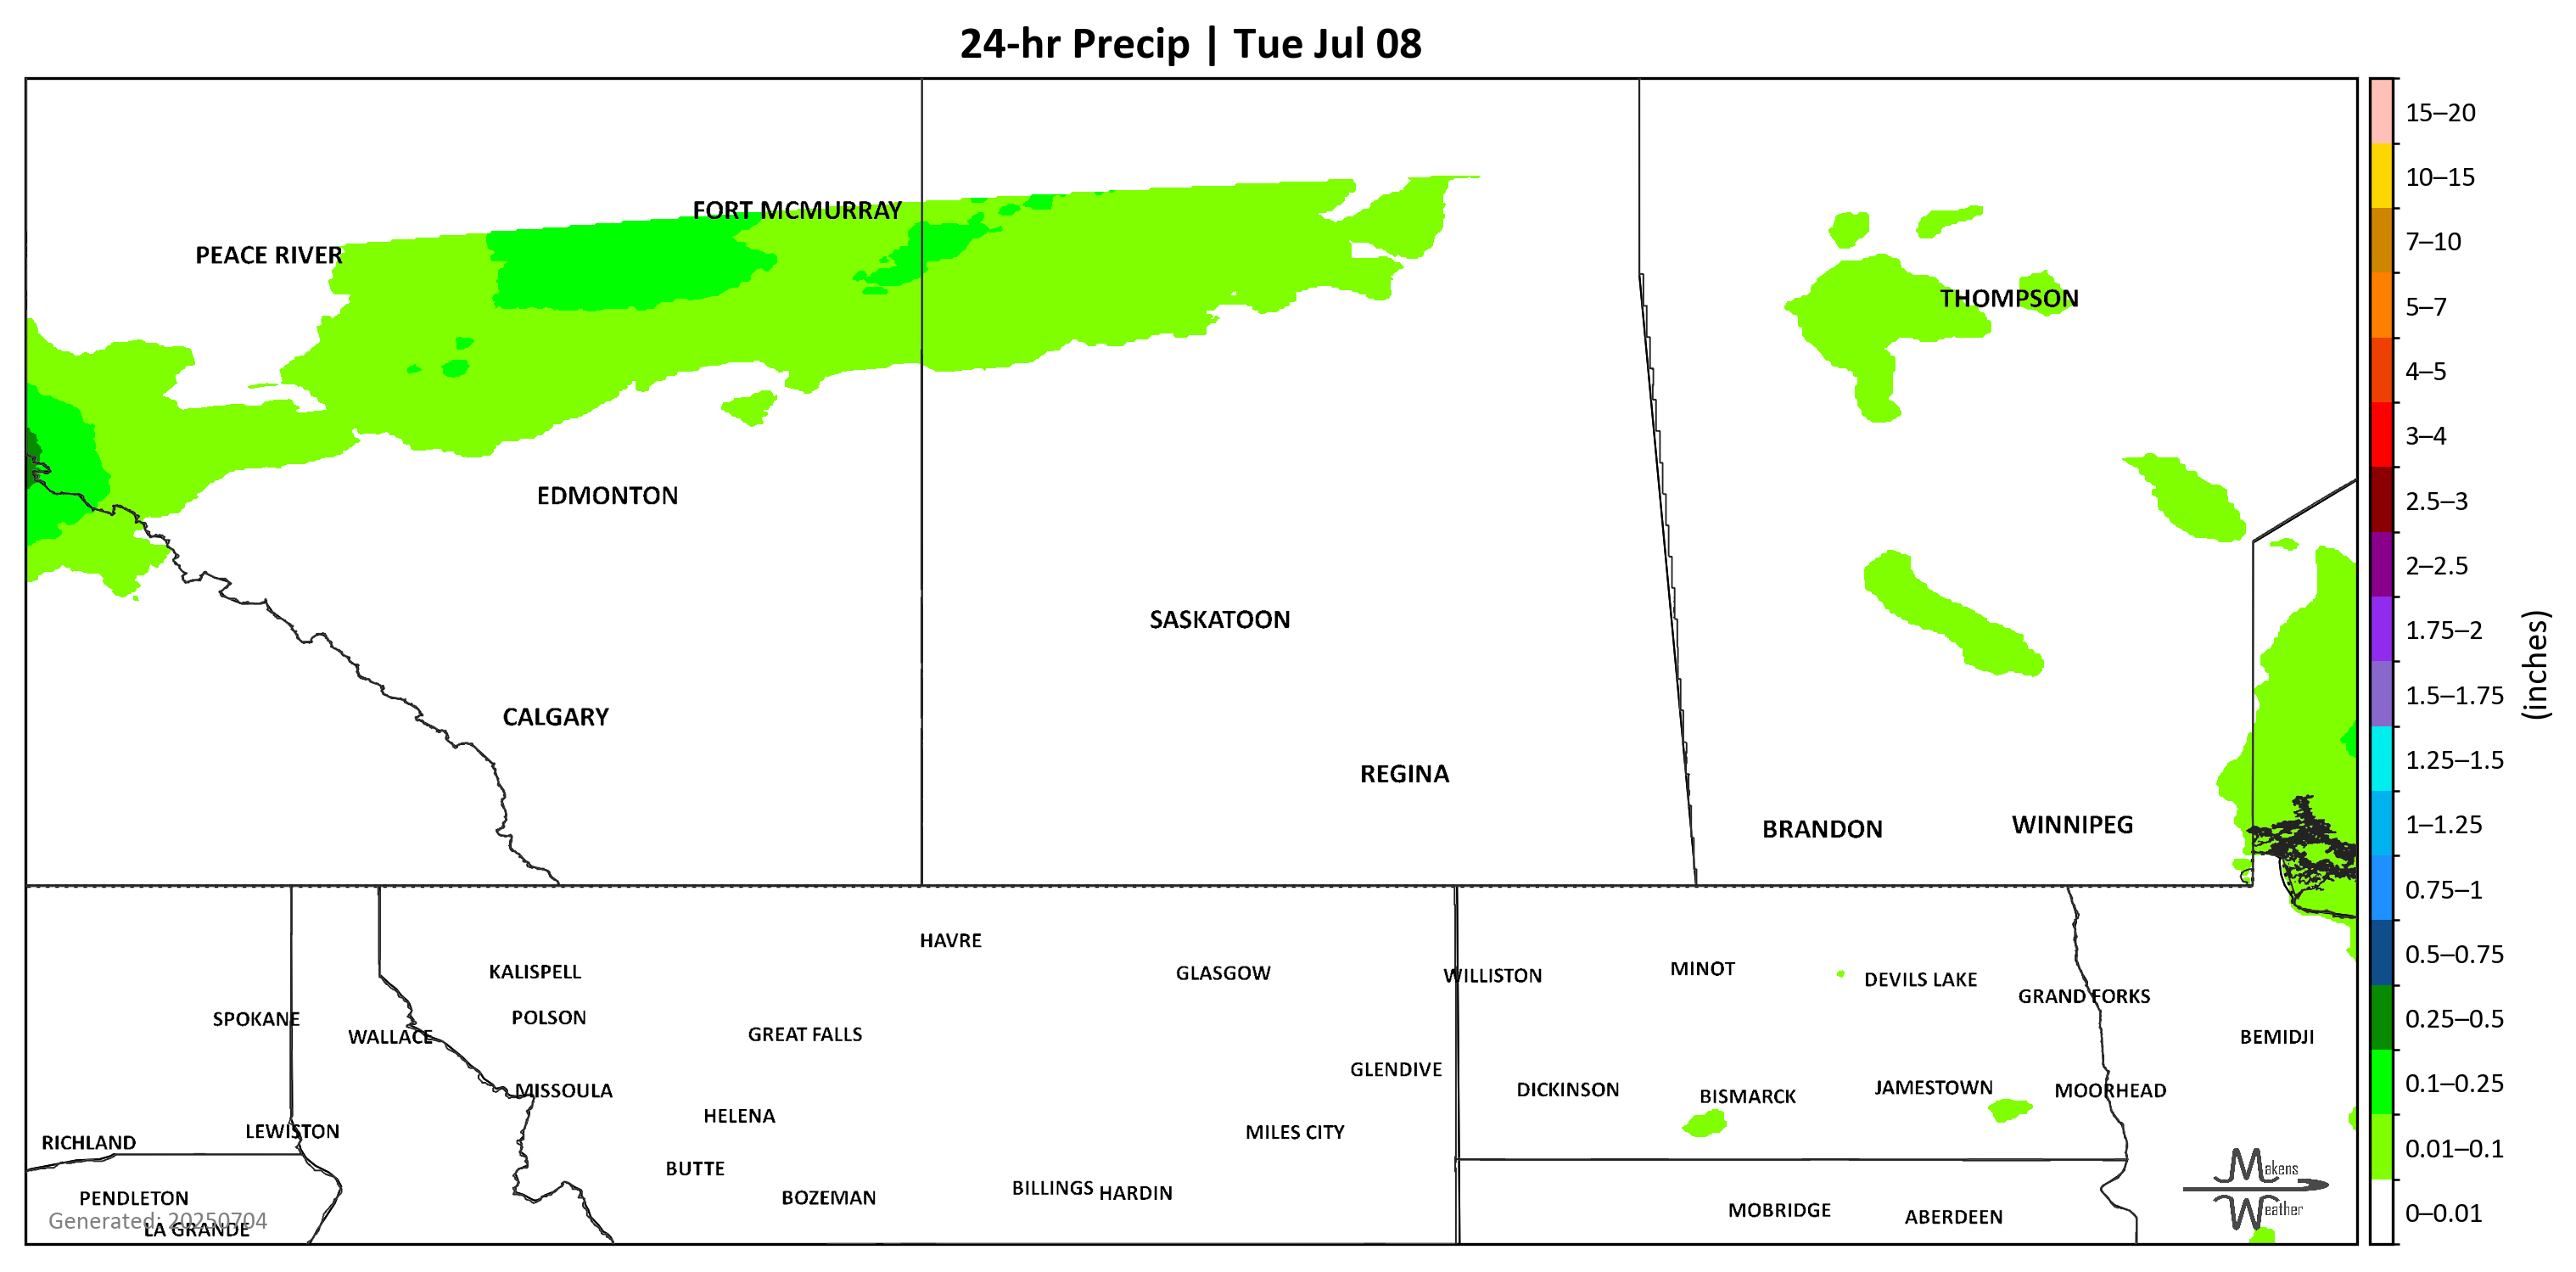 24-hr Precip | Tue Jul 08
FORT MCMURRAY
PEACE RIVER
THOMPSON
EDMONTON
SASKATOON
CALGARY
REGINA
BRANDON
WINNIPEG
HAVRE
KALISPELL
GLASGOW
WILLISTON
MINOT
DEVILS LAKE
GRAND FORKS
SPOKANE
POLSON
WALLACE
GREAT FALLS
BEMIDJI
GLENDIVE
MISSOULA
DICKINSON
BISMARCK
JAMESTOWN
MOORHEAD
HELENA
LEWISTON
RICHLAND
MILES CITY
BUTTE
PENDLETON
BOZEMAN
BILLINGS
HARDIN
MOBRIDGE
ABERDEEN
Generated: 20250704
LA GRANDE
Makens
Weather
15–20
10–15
7–10
5–7
4–5
3–4
2.5–3
2–2.5
1.75–2
1.5–1.75
1.25–1.5
1–1.25
0.75–1
0.5–0.75
0.25–0.5
0.1–0.25
0.01–0.1
0–0.01
(inches)